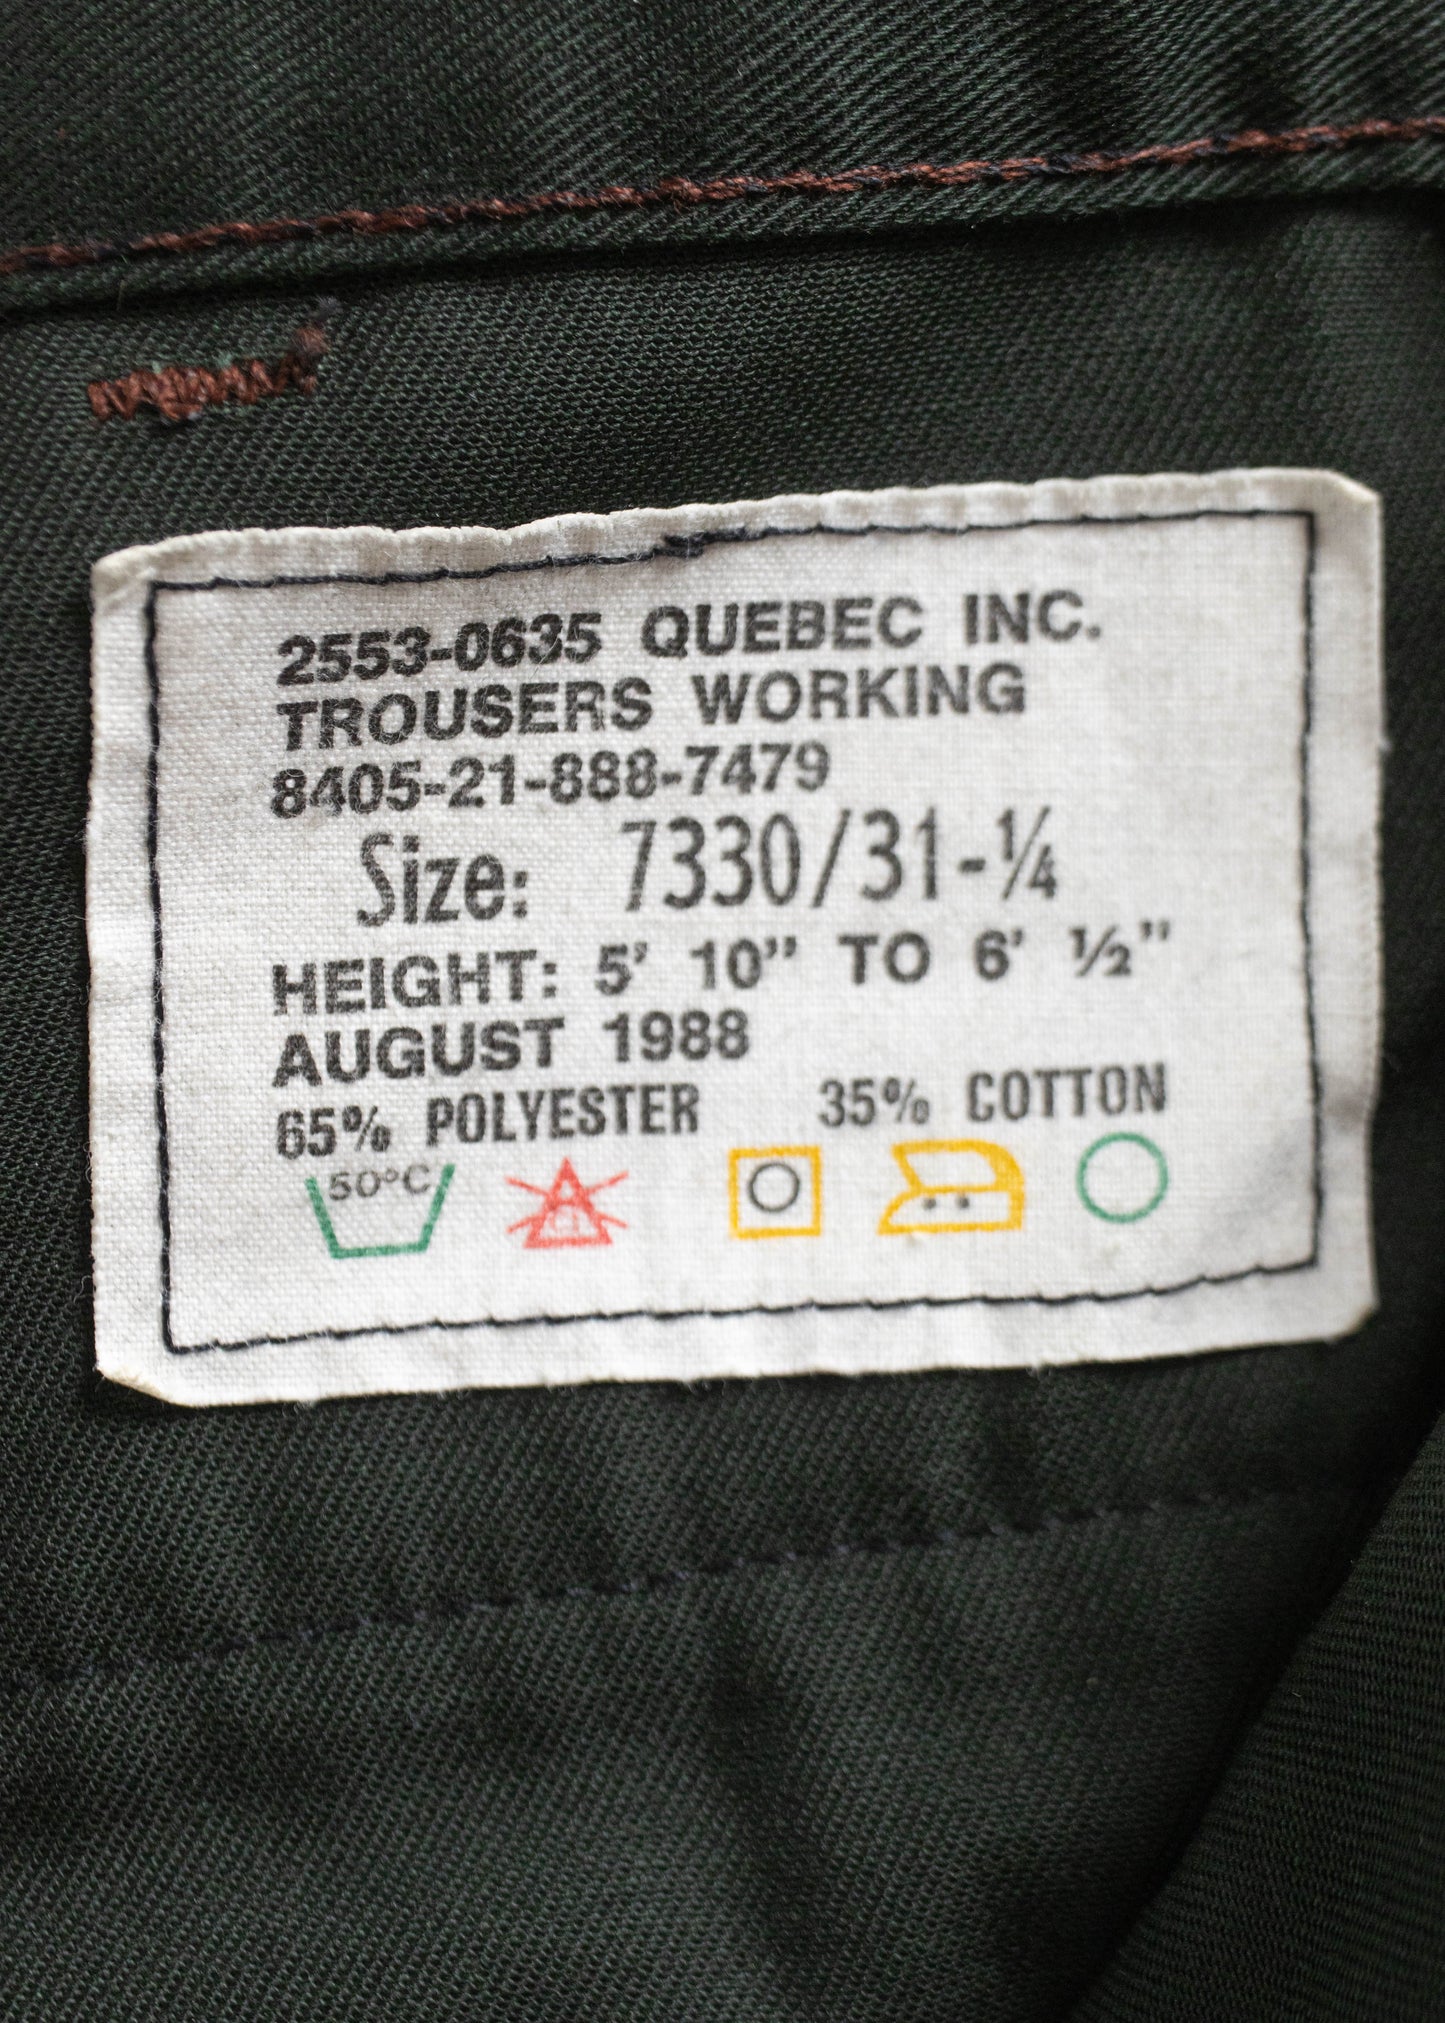 2553-0635 QUEBEC INC.
TROUSERS WORKING
8405-21-888-7479
Size: 7330/31-¼
HEIGHT: 5' 10" TO 6' ½"
AUGUST 1988
65% POLYESTER 35% COTTON
50°C CL